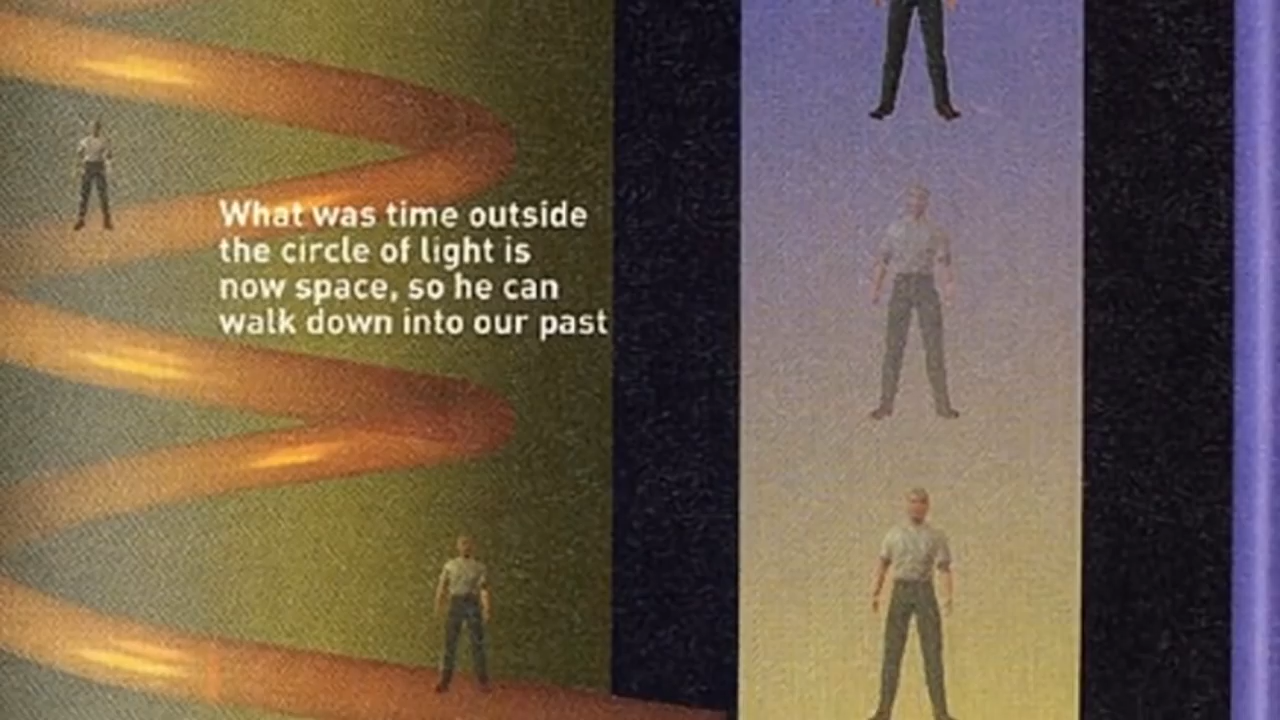 What was time outside
the circle of light is
now space, so he can
walk down into our past